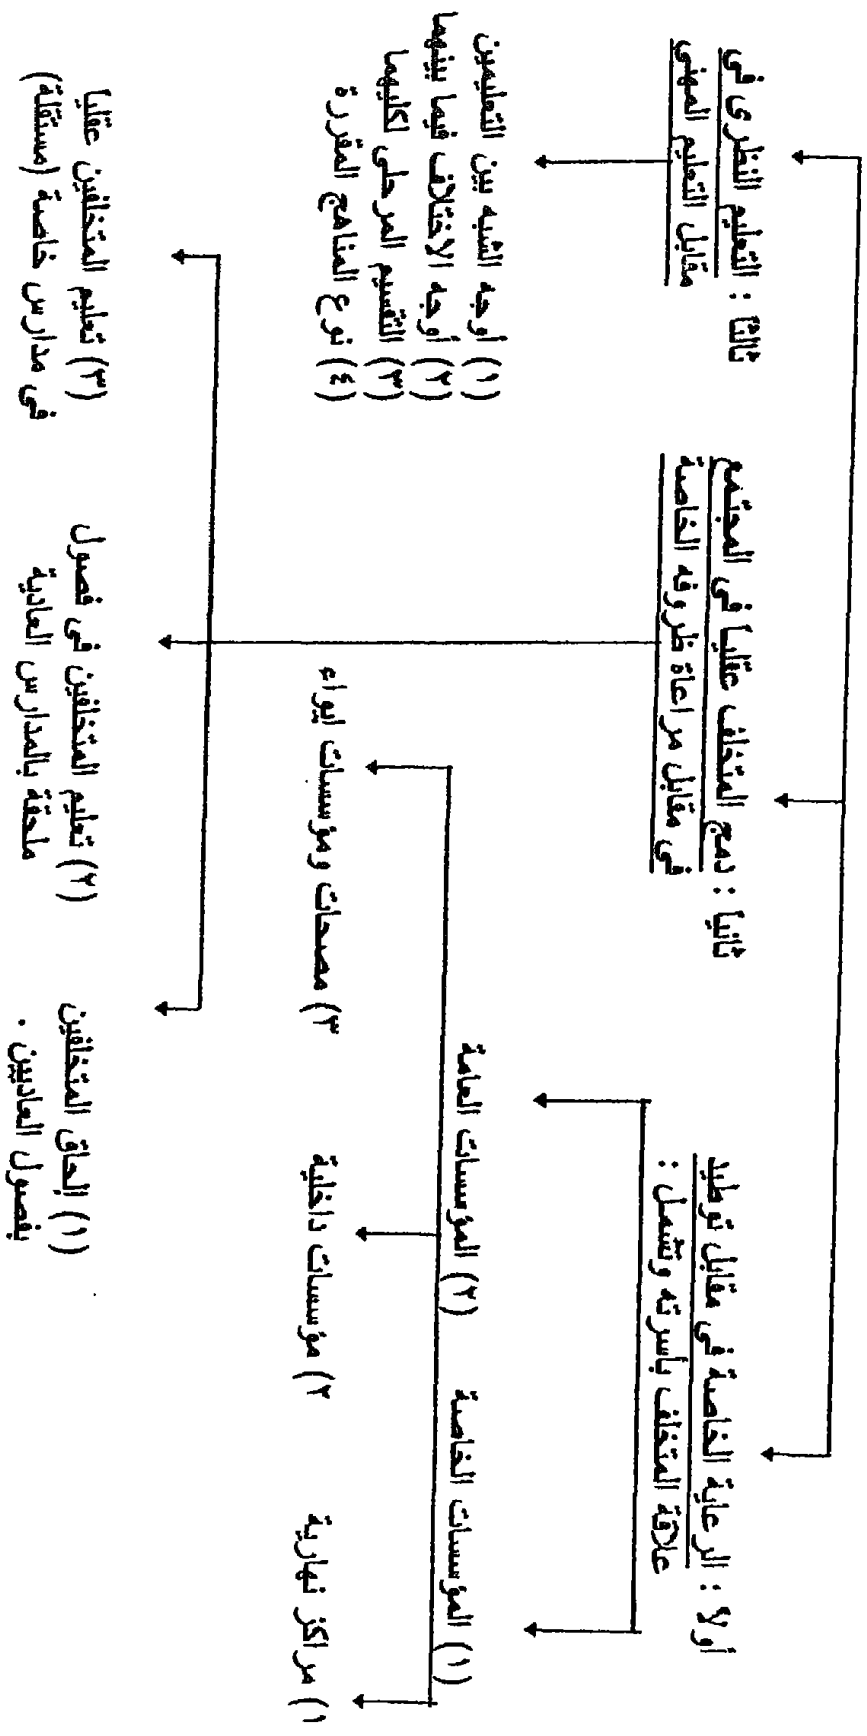 أولاً : الرعاية الخاصة في مقابل توطيد
علاقة المتخلف بأسرته وتشمل :
ثانياً : دمج المتخلف عقلياً في المجتمع
في مقابل مراعاة ظروفه الخاصة
ثالثاً : التعليم النظرى في
مقابل التعليم المهنى
(١) المؤسسات الخاصة
(٢) المؤسسات العامة
(١) أوجه الشبه بين التعليمين
(٢) أوجه الاختلاف فيما بينهما
(٣) التقسيم المرحلى لكليهما
(٤) نوع المناهج المقررة
١) مراكز نهارية
٢) مؤسسات داخلية
٣) مصحات ومؤسسات ايواء
(١) إلحاق المتخلفين
بفصول العاديين .
(٢) تعليم المتخلفين في فصول
ملحقة بالمدارس العادية
(٣) تعليم المتخلفين عقليا
في مدارس خاصة (مستقلة)